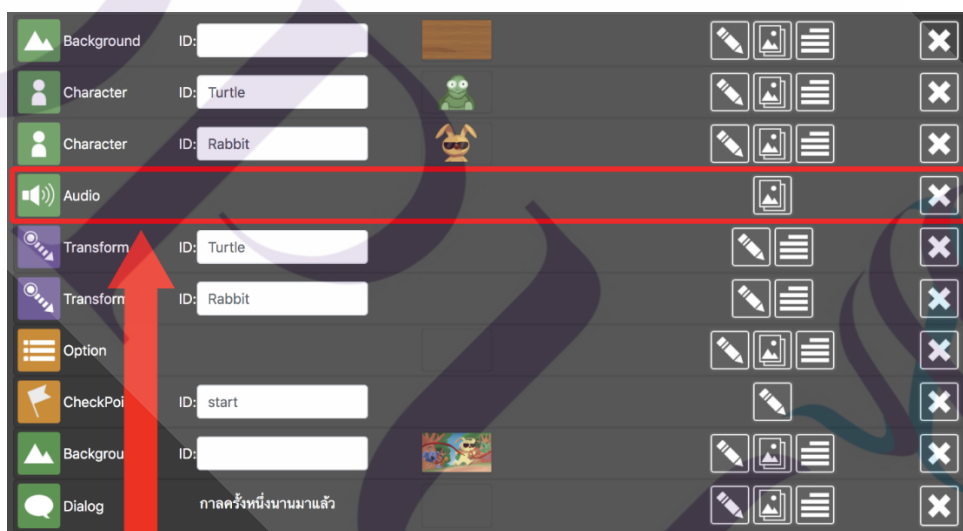 Background ID:
Character ID: Turtle
Character ID: Rabbit
Audio
Transform ID: Turtle
Transform ID: Rabbit
Option
CheckPoi ID: start
Backgrou ID:
Dialog กาลครั้งหนึ่งนานมาแล้ว